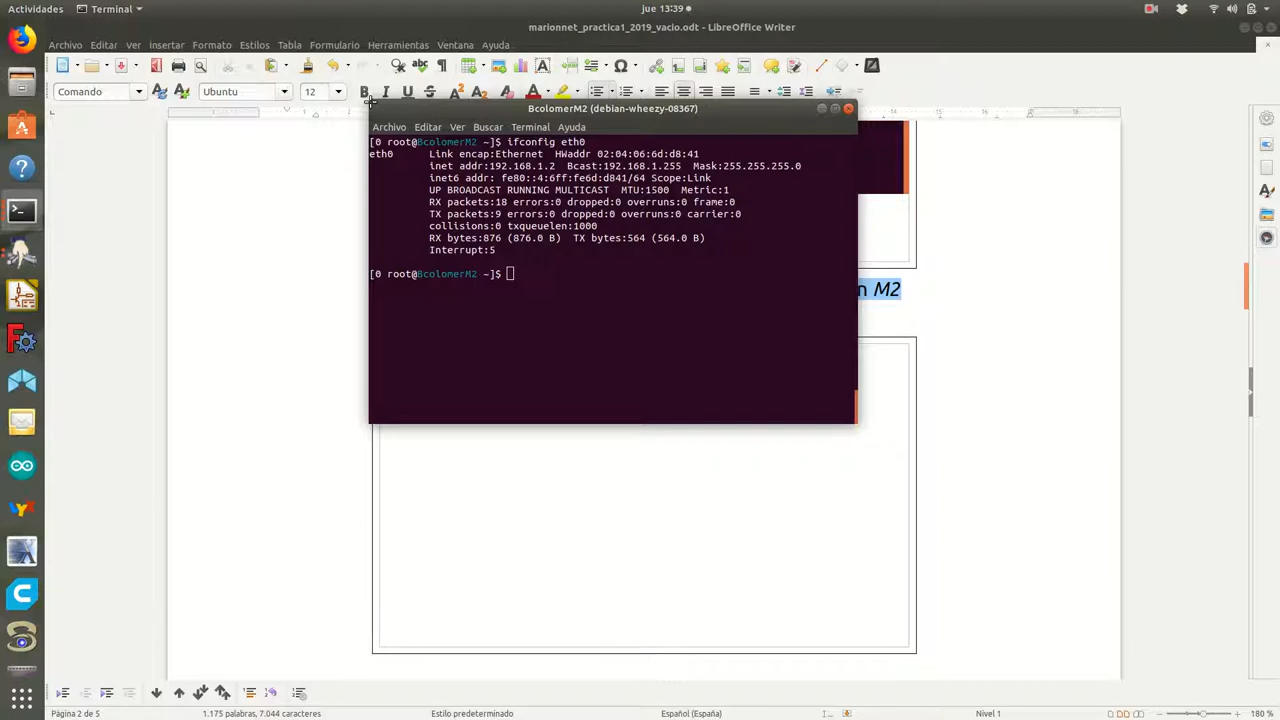 Actividades Terminal jue 13:39
marionnet_practica1_2019_vacio.odt - LibreOffice Writer
Archivo Editar Ver Insertar Formato Estilos Tabla Formulario Herramientas Ventana Ayuda
Comando Ubuntu 12
BcolomerM2 (debian-wheezy-08367)
Archivo Editar Ver Buscar Terminal Ayuda
[0 root@BcolomerM2 ~]$ ifconfig eth0
eth0 Link encap:Ethernet HWaddr 02:04:06:6d:d8:41
inet addr:192.168.1.2 Bcast:192.168.1.255 Mask:255.255.255.0
inet6 addr: fe80::4:6ff:fe6d:d841/64 Scope:Link
UP BROADCAST RUNNING MULTICAST MTU:1500 Metric:1
RX packets:18 errors:0 dropped:0 overruns:0 frame:0
TX packets:9 errors:0 dropped:0 overruns:0 carrier:0
collisions:0 txqueuelen:1000
RX bytes:876 (876.0 B) TX bytes:564 (564.0 B)
Interrupt:5
[0 root@BcolomerM2 ~]$
n M2
Página 2 de 5 1.175 palabras, 7.044 caracteres Estilo predeterminado Español (España) Nivel 1 180 %